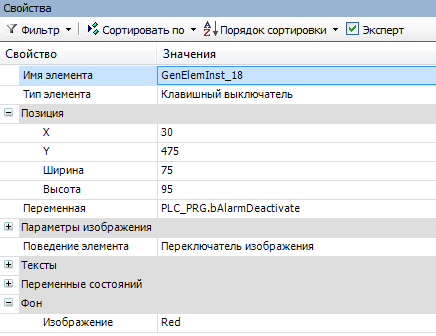 Свойства
Фильтр Сортировать по Порядок сортировки Эксперт
Свойство Значения
Имя элемента GenElemInst_18
Тип элемента Клавишный выключатель
Позиция
X 30
Y 475
Ширина 75
Высота 95
Переменная PLC_PRG.bAlarmDeactivate
Параметры изображения
Поведение элемента Переключатель изображения
Тексты
Переменные состояний
Фон
Изображение Red